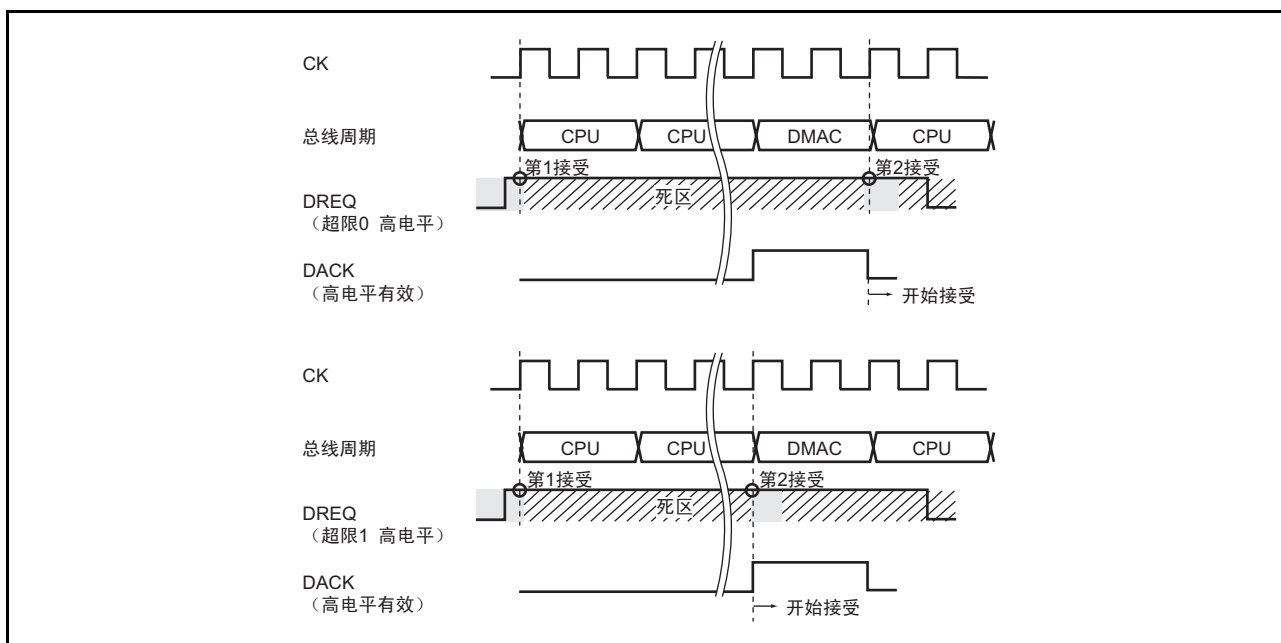 CK
总线周期
CPU CPU DMAC CPU
第1接受 第2接受
死区
DREQ
（超限0 高电平）
DACK
（高电平有效）
开始接受
CK
总线周期
CPU CPU DMAC CPU
第1接受 第2接受
死区
DREQ
（超限1 高电平）
DACK
（高电平有效）
开始接受